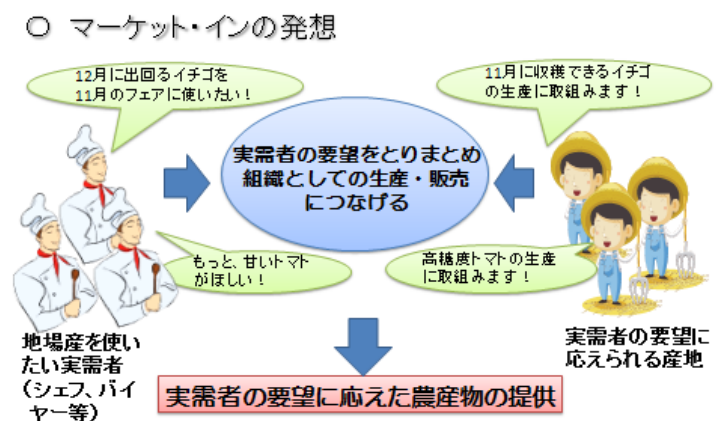 ○ マーケット・インの発想
12月に出回るイチゴを
11月のフェアに使いたい！
11月に収穫できるイチゴ
の生産に取組みます！
実需者の要望をとりまとめ
組織としての生産・販売
につなげる
もっと、甘いトマト
がほしい！
高糖度トマトの生産
に取組みます！
地場産を使い
たい実需者
（シェフ、バイ
ヤー等）
実需者の要望に
応えられる産地
実需者の要望に応えた農産物の提供